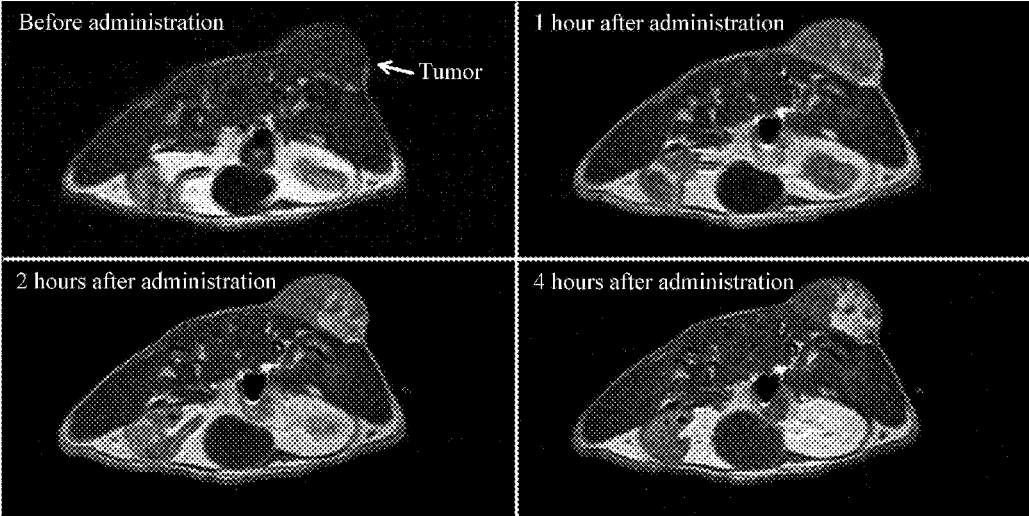 Before administration
1 hour after administration
Tumor
2 hours after administration
4 hours after administration